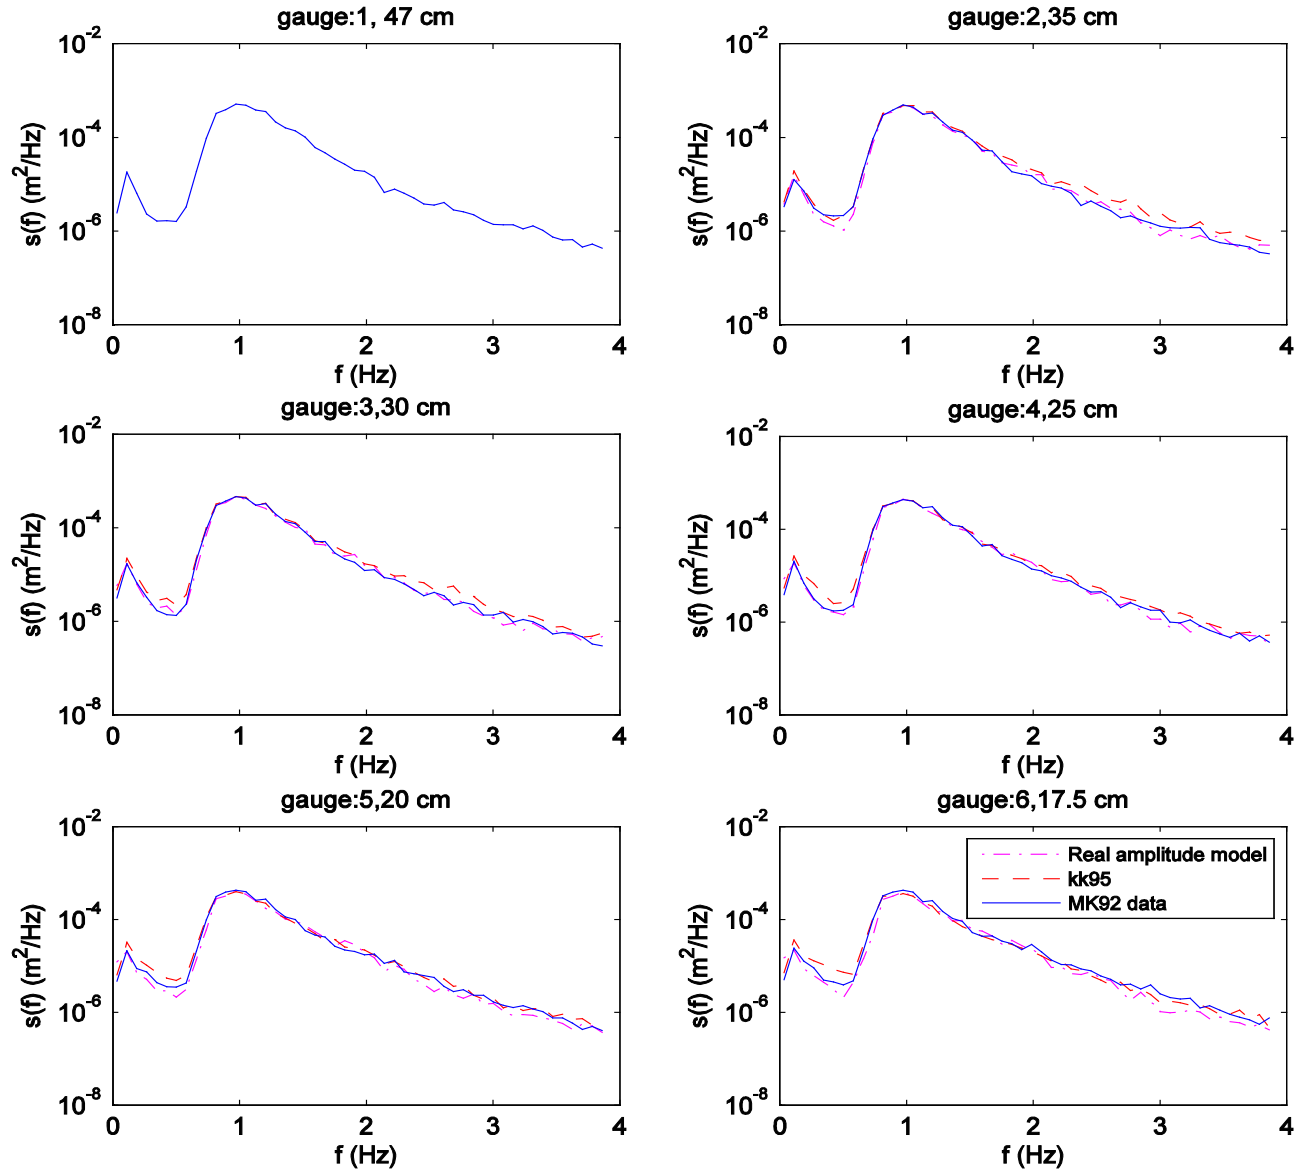 gauge:1, 47 cm
10^-2
10^-4
10^-6
10^-8
s(f) (m^2/Hz)
0 1 2 3 4
f (Hz)
gauge:2,35 cm
10^-2
10^-4
10^-6
10^-8
s(f) (m^2/Hz)
0 1 2 3 4
f (Hz)
gauge:3,30 cm
10^-2
10^-4
10^-6
10^-8
s(f) (m^2/Hz)
0 1 2 3 4
f (Hz)
gauge:4,25 cm
10^-2
10^-4
10^-6
10^-8
s(f) (m^2/Hz)
0 1 2 3 4
f (Hz)
gauge:5,20 cm
10^-2
10^-4
10^-6
10^-8
s(f) (m^2/Hz)
0 1 2 3 4
f (Hz)
gauge:6,17.5 cm
10^-2
10^-4
10^-6
10^-8
s(f) (m^2/Hz)
Real amplitude model
kk95
MK92 data
0 1 2 3 4
f (Hz)